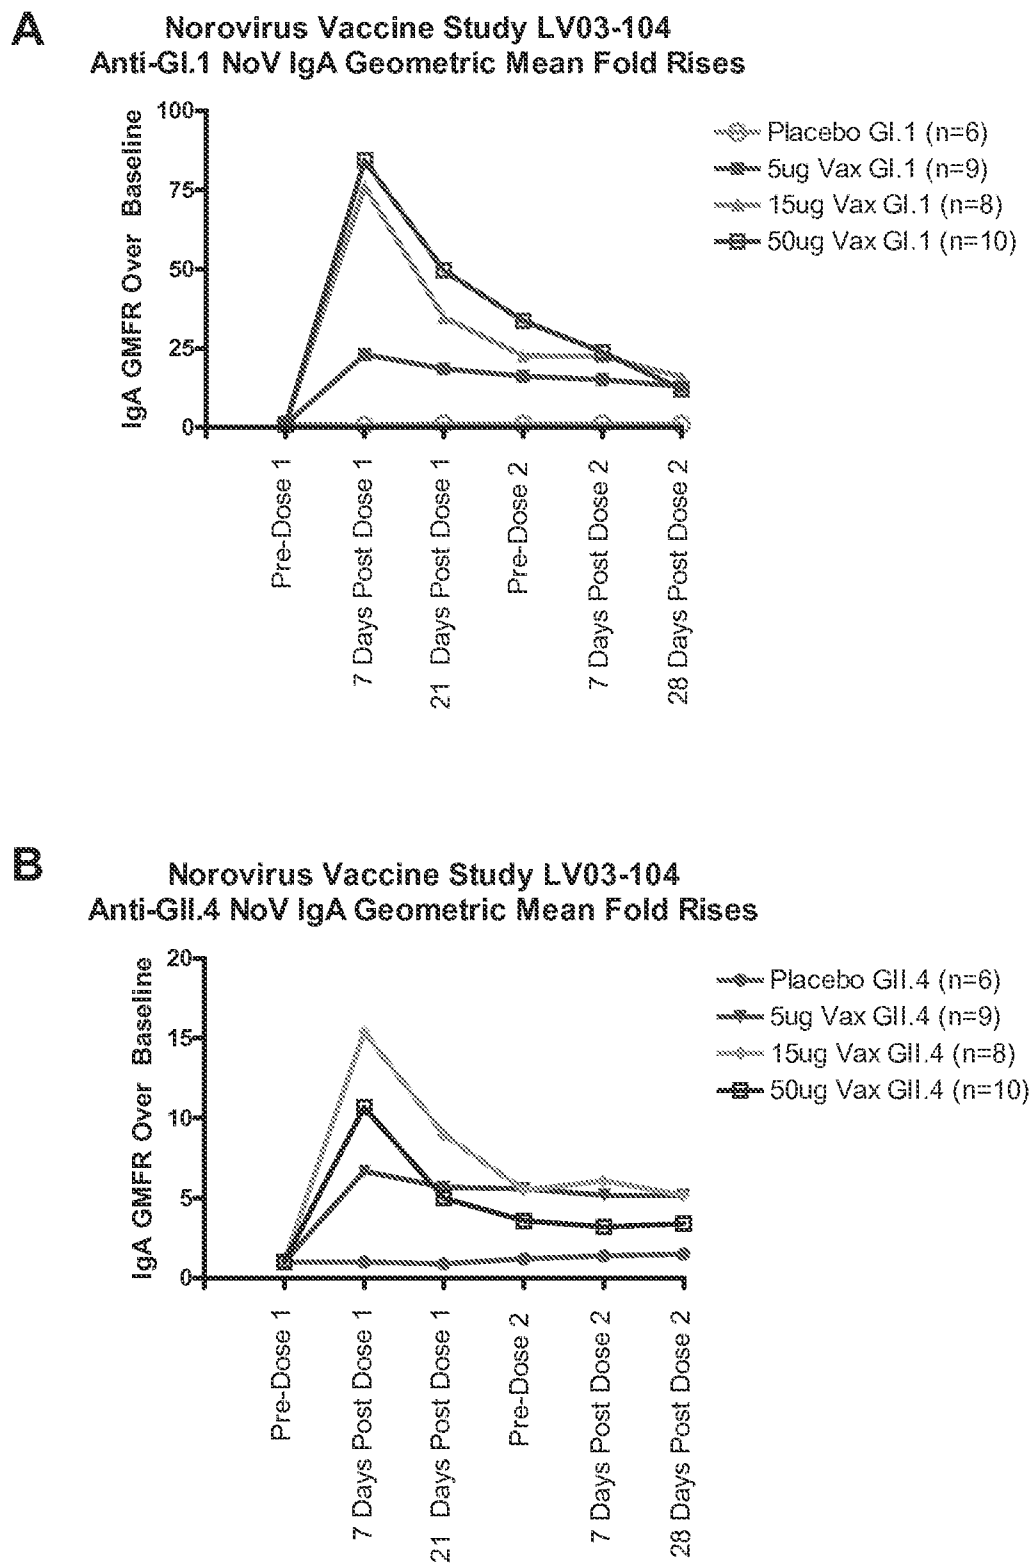 A
Norovirus Vaccine Study LV03-104
Anti-GI.1 NoV IgA Geometric Mean Fold Rises
IgA GMFR Over Baseline
100
75
50
25
0
Placebo GI.1 (n=6)
5ug Vax GI.1 (n=9)
15ug Vax GI.1 (n=8)
50ug Vax GI.1 (n=10)
Pre-Dose 1
7 Days Post Dose 1
21 Days Post Dose 1
Pre-Dose 2
7 Days Post Dose 2
28 Days Post Dose 2
B
Norovirus Vaccine Study LV03-104
Anti-GII.4 NoV IgA Geometric Mean Fold Rises
IgA GMFR Over Baseline
20
15
10
5
0
Placebo GII.4 (n=6)
5ug Vax GII.4 (n=9)
15ug Vax GII.4 (n=8)
50ug Vax GII.4 (n=10)
Pre-Dose 1
7 Days Post Dose 1
21 Days Post Dose 1
Pre-Dose 2
7 Days Post Dose 2
28 Days Post Dose 2